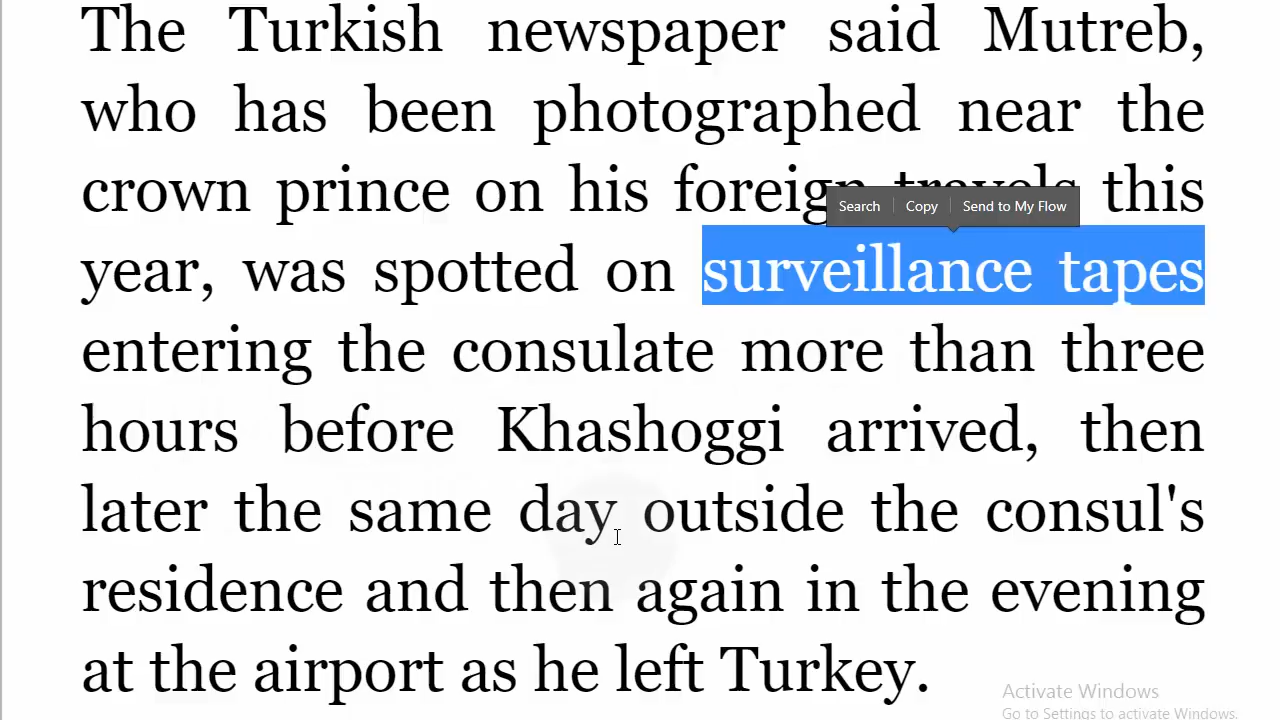 The Turkish newspaper said Mutreb,
who has been photographed near the
crown prince on his foreign travels this
Search Copy Send to My Flow
year, was spotted on surveillance tapes
entering the consulate more than three
hours before Khashoggi arrived, then
later the same day outside the consul's
residence and then again in the evening
at the airport as he left Turkey.
Activate Windows
Go to Settings to activate Windows.